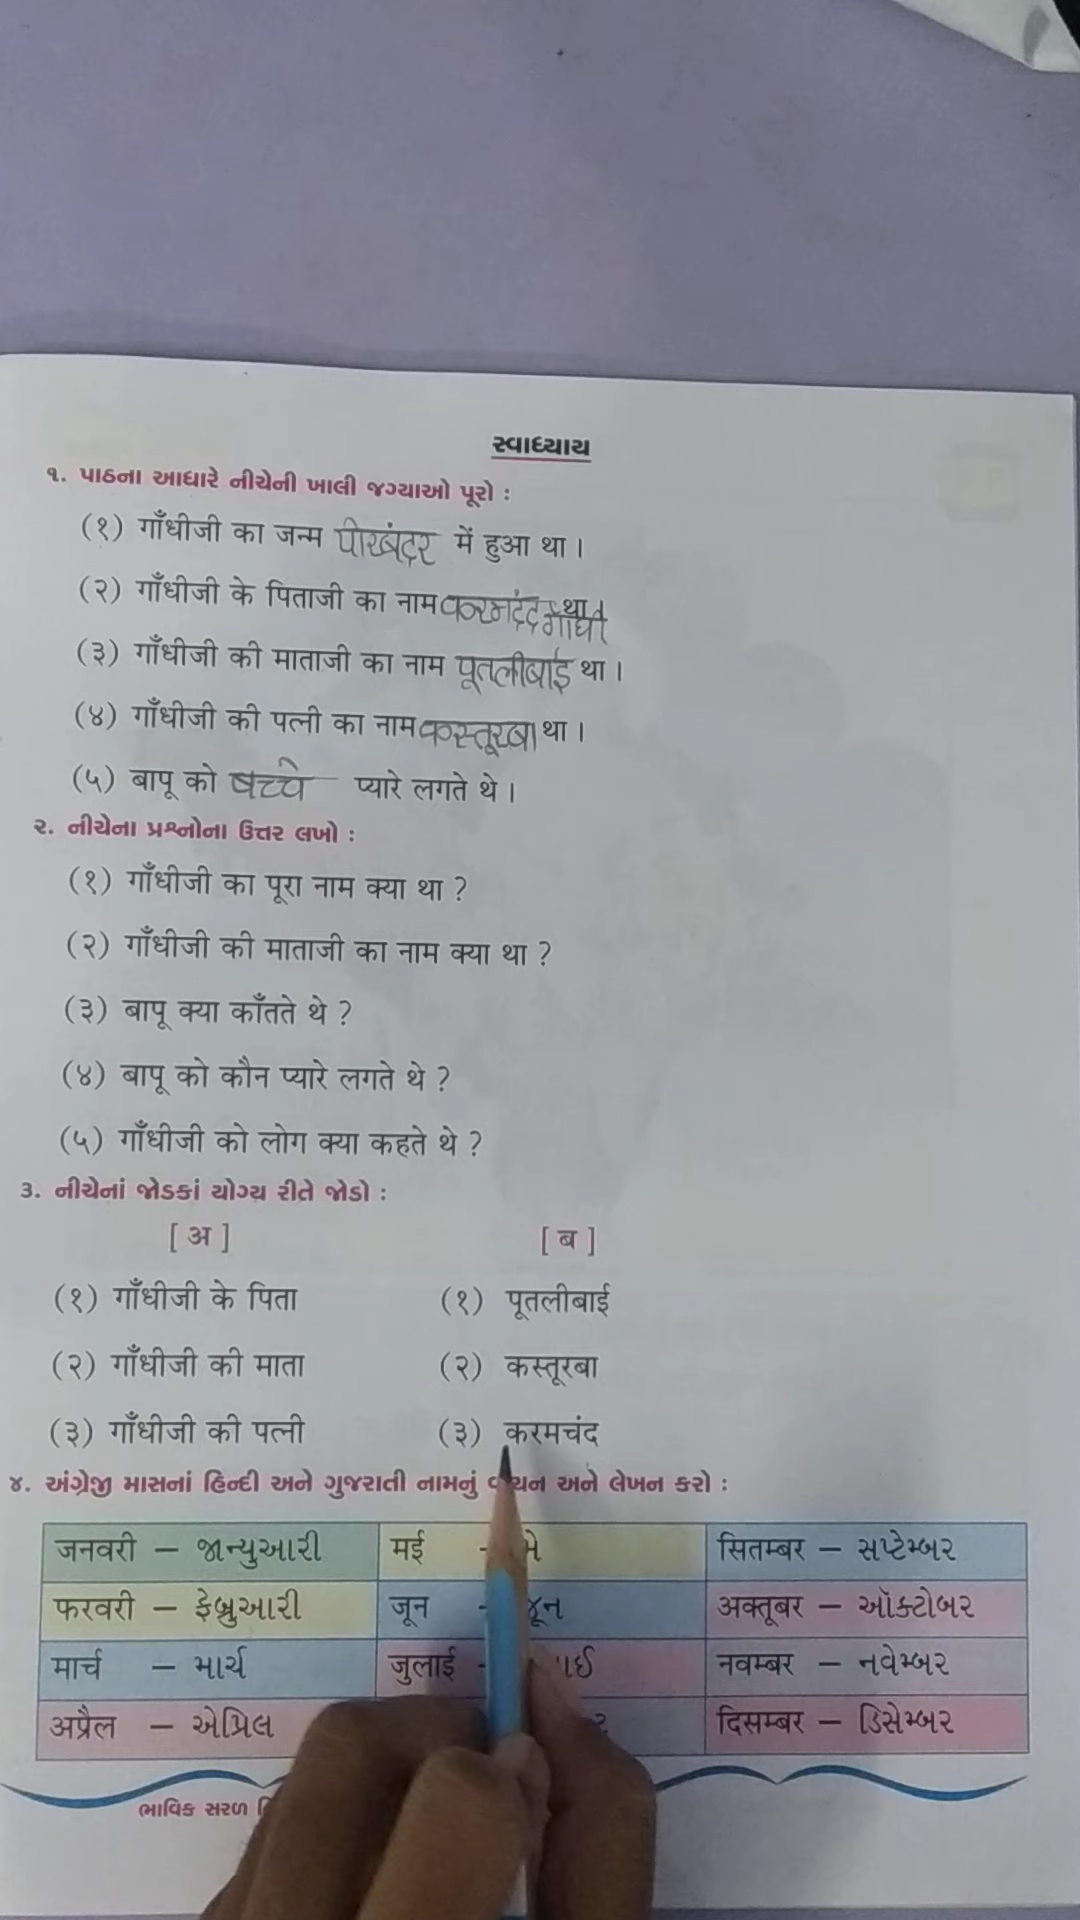 સ્વાધ્યાય
૧. પાઠના આધારે નીચેની ખાલી જગ્યાઓ પૂરો :
(१) गाँधीजी का जन्म पोरबंदर में हुआ था ।
(२) गाँधीजी के पिताजी का नाम था ।
गाँधी
(३) गाँधीजी की माताजी का नाम पूतलीबाई था ।
(४) गाँधीजी की पत्नी का नाम कस्तूरबा था ।
(५) बापू को बच्चे प्यारे लगते थे ।
૨. નીચેના પ્રશ્નોના ઉત્તર લખો :
(१) गाँधीजी का पूरा नाम क्या था ?
(२) गाँधीजी की माताजी का नाम क्या था ?
(३) बापू क्या काँतते थे ?
(४) बापू को कौन प्यारे लगते थे ?
(५) गाँधीजी को लोग क्या कहते थे ?
૩. નીચેનાં જોડકાં યોગ્ય રીતે જોડો :
[ अ ] [ ब ]
(१) गाँधीजी के पिता (१) पूतलीबाई
(२) गाँधीजी की माता (२) कस्तूरबा
(३) गाँधीजी की पत्नी (३) करमचंद
૪. અંગ્રેજી માસનાં હિન્દી અને ગુજરાતી નામનું અને લેખન કરો :
जनवरी – જાન્યુઆરી मई – મે सितम्बर – સપ્ટેમ્બર
फरवरी – ફેબ્રુઆરી जून – જૂન अक्तूबर – ઑક્ટોબર
मार्च – માર્ચ जुलाई – नवम्बर – નવેમ્બર
अप्रैल – એપ્રિલ दिसम्बर – ડિસેમ્બર
ભાવિક સરળ